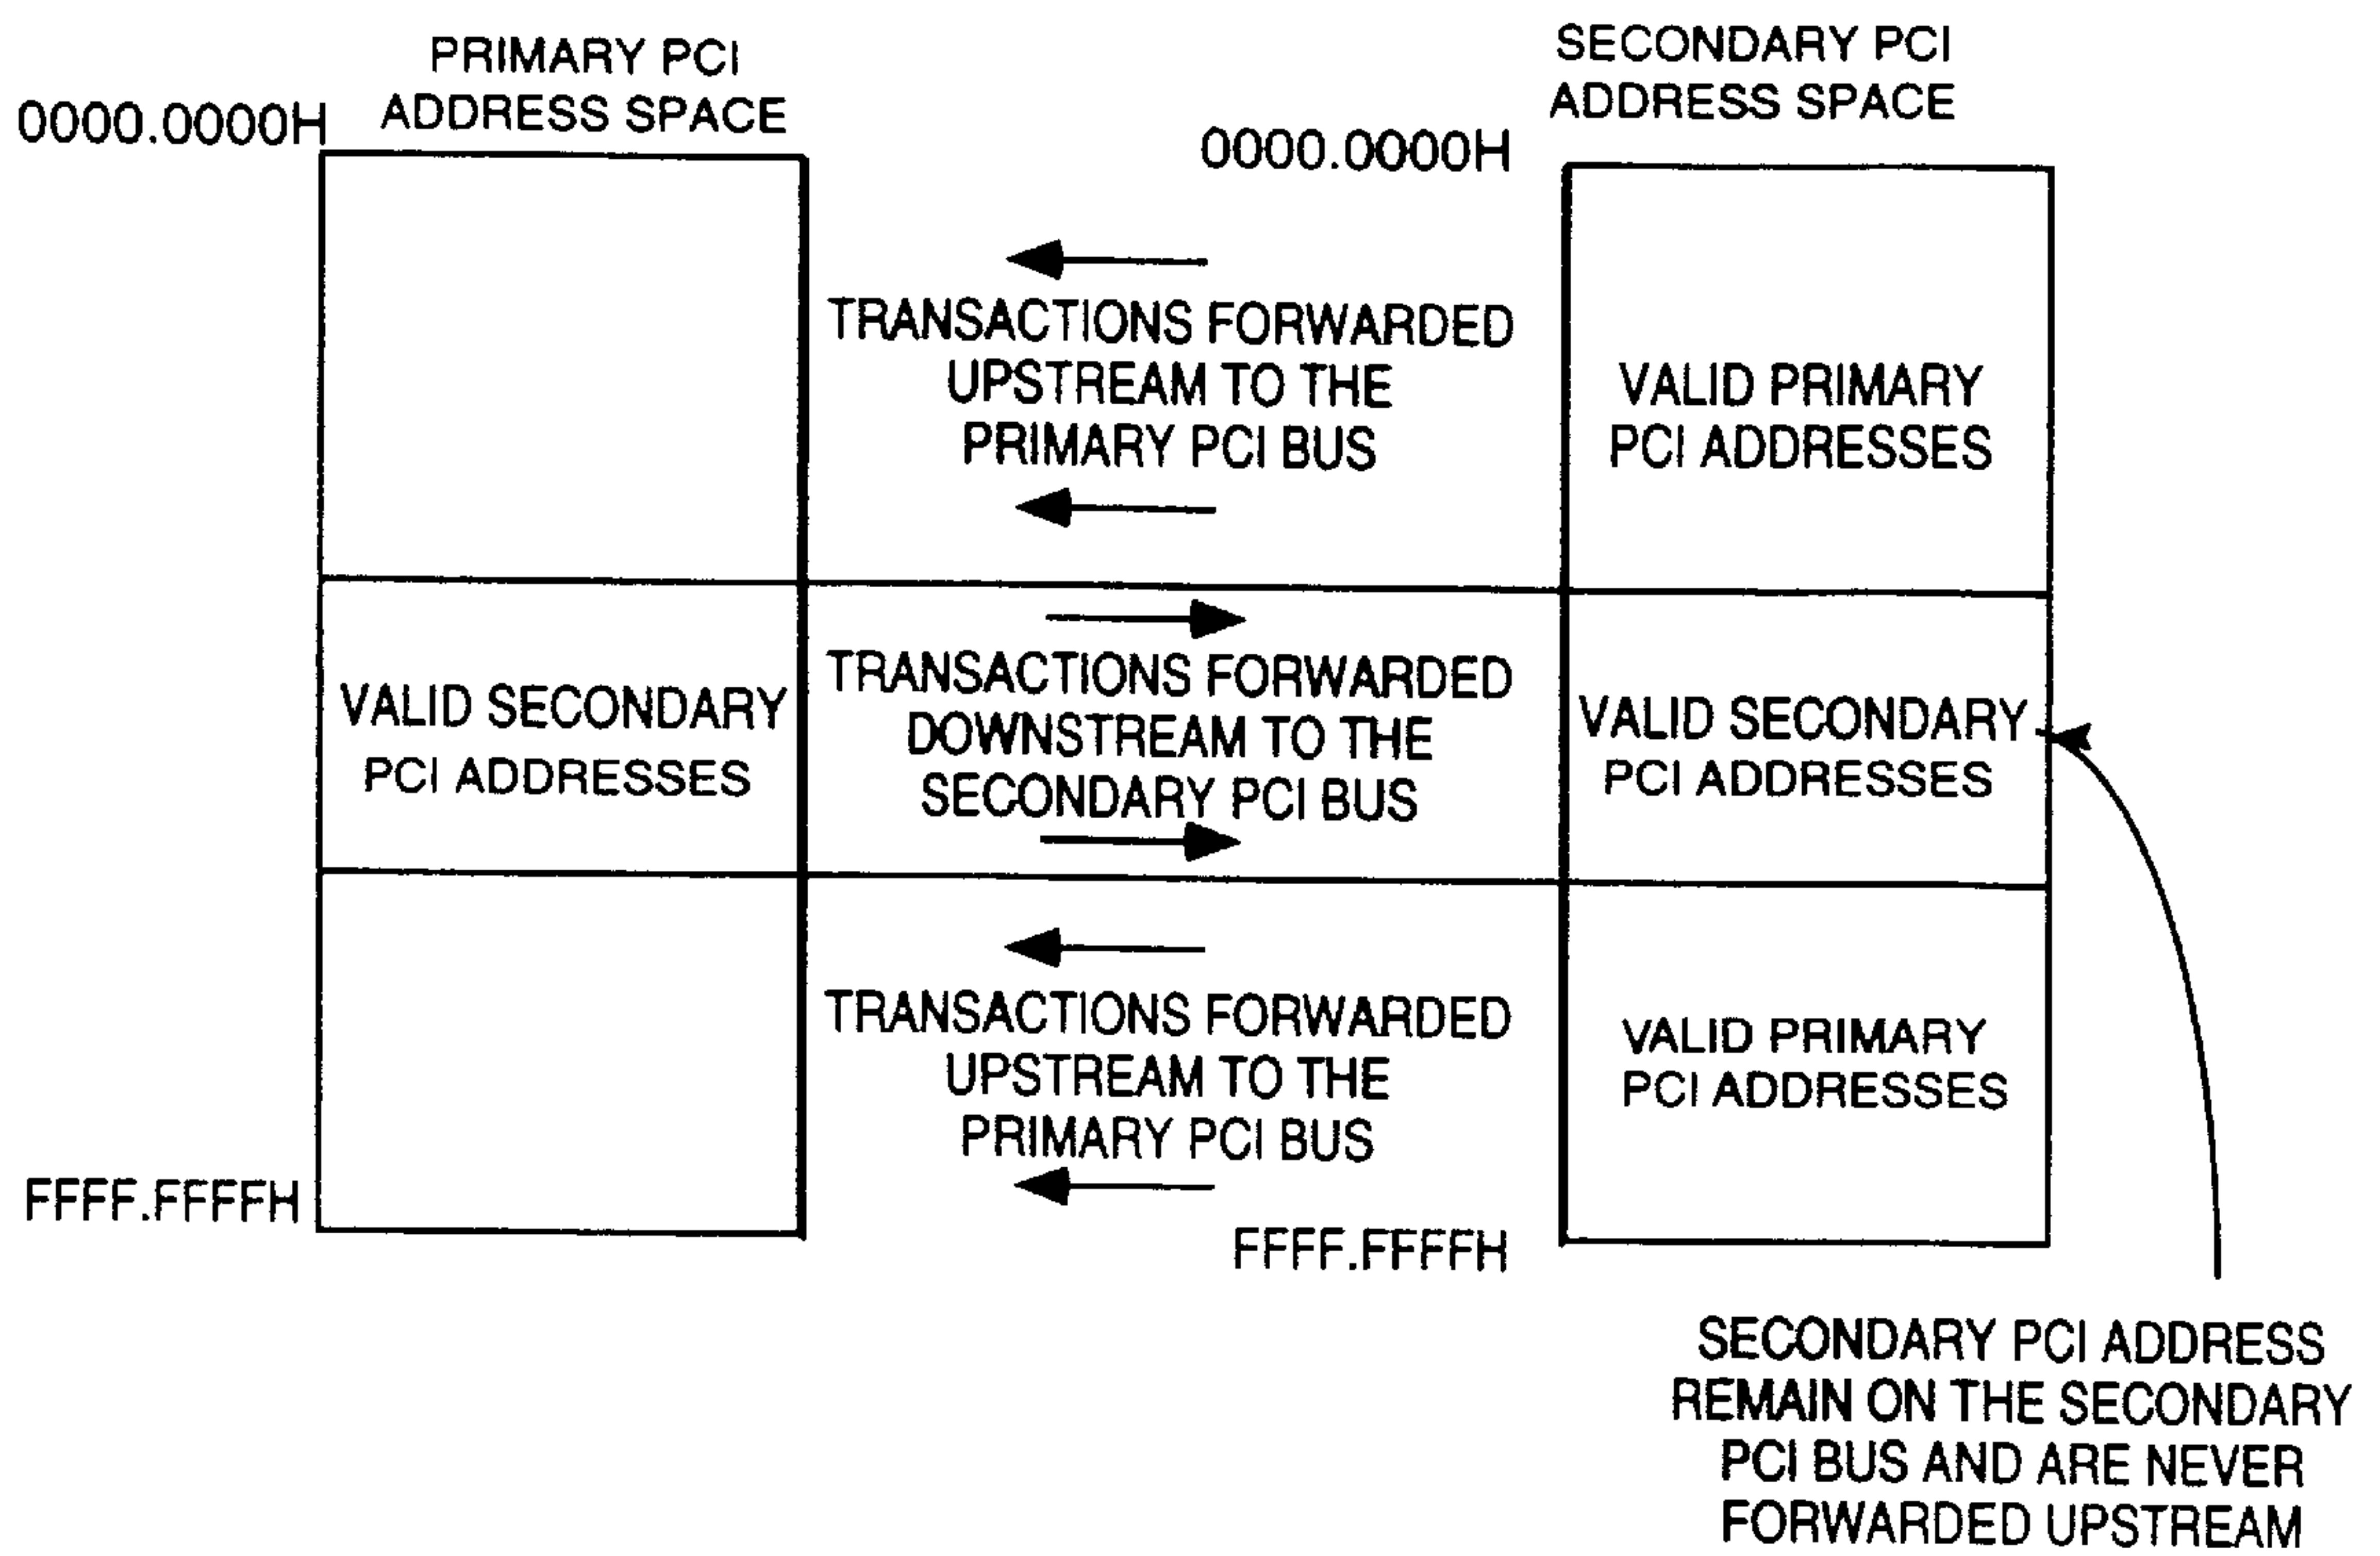 PRIMARY PCI
ADDRESS SPACE
0000.0000H
SECONDARY PCI
ADDRESS SPACE
0000.0000H
TRANSACTIONS FORWARDED
UPSTREAM TO THE
PRIMARY PCI BUS
VALID PRIMARY
PCI ADDRESSES
VALID SECONDARY
PCI ADDRESSES
TRANSACTIONS FORWARDED
DOWNSTREAM TO THE
SECONDARY PCI BUS
VALID SECONDARY
PCI ADDRESSES
TRANSACTIONS FORWARDED
UPSTREAM TO THE
PRIMARY PCI BUS
VALID PRIMARY
PCI ADDRESSES
FFFF.FFFFH
FFFF.FFFFH
SECONDARY PCI ADDRESS
REMAIN ON THE SECONDARY
PCI BUS AND ARE NEVER
FORWARDED UPSTREAM